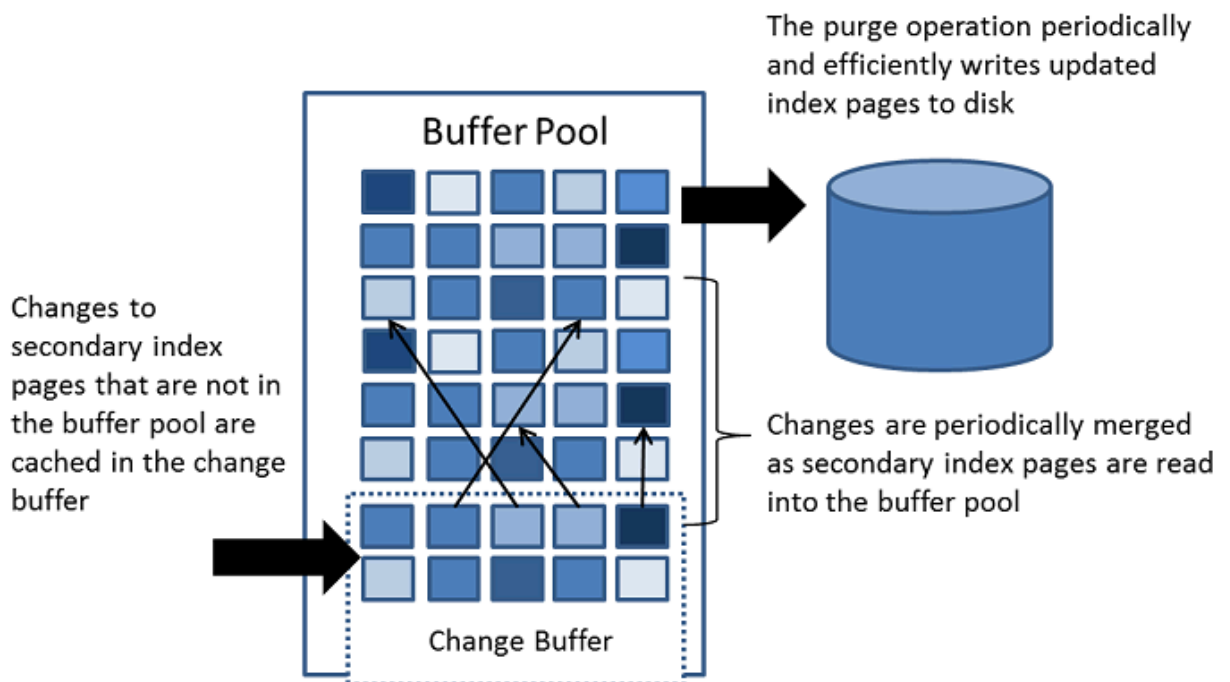 The purge operation periodically
and efficiently writes updated
index pages to disk
Buffer Pool
Changes to
secondary index
pages that are not in
the buffer pool are
cached in the change
buffer
Changes are periodically merged
as secondary index pages are read
into the buffer pool
Change Buffer